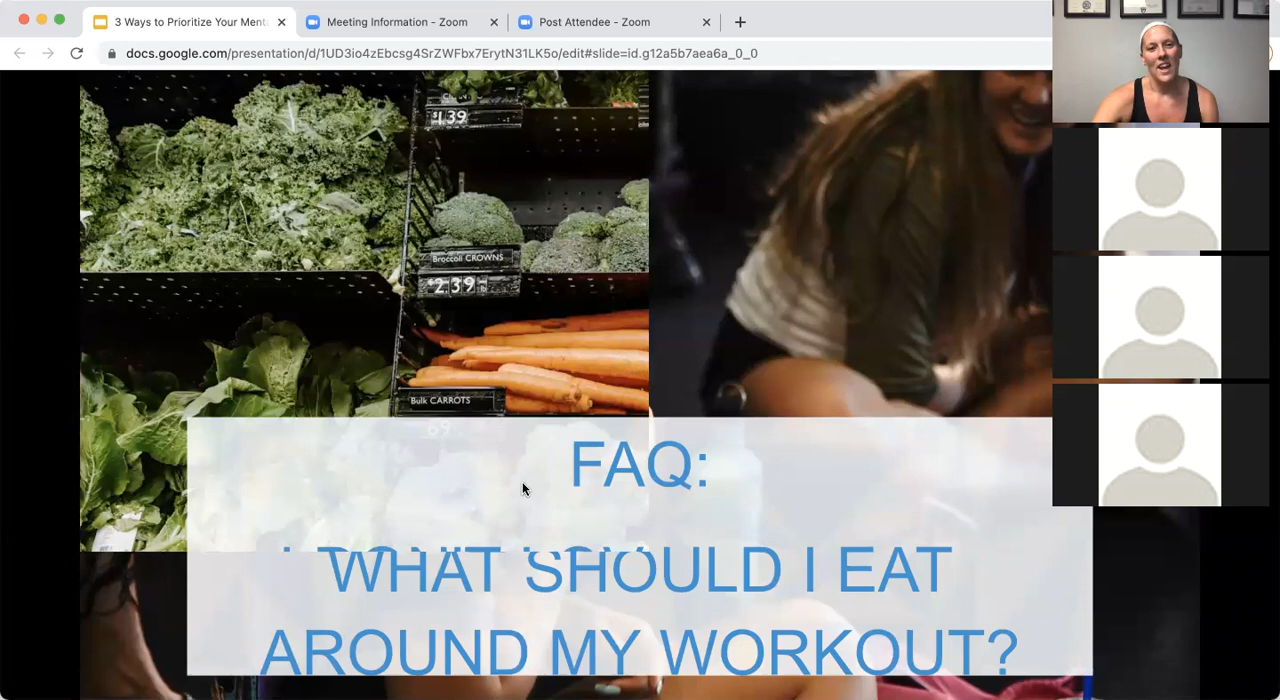 3 Ways to Prioritize Your Ment
Meeting Information - Zoom
Post Attendee - Zoom
docs.google.com/presentation/d/1UD3io4zEbcsg4SrZWFbx7ErytN31LK5o/edit#slide=id.g12a5b7aea6a_0_0
1.39
Broccoli CROWNS
$2.39
Bulk CARROTS
69
FAQ:
WHAT SHOULD I EAT
AROUND MY WORKOUT?